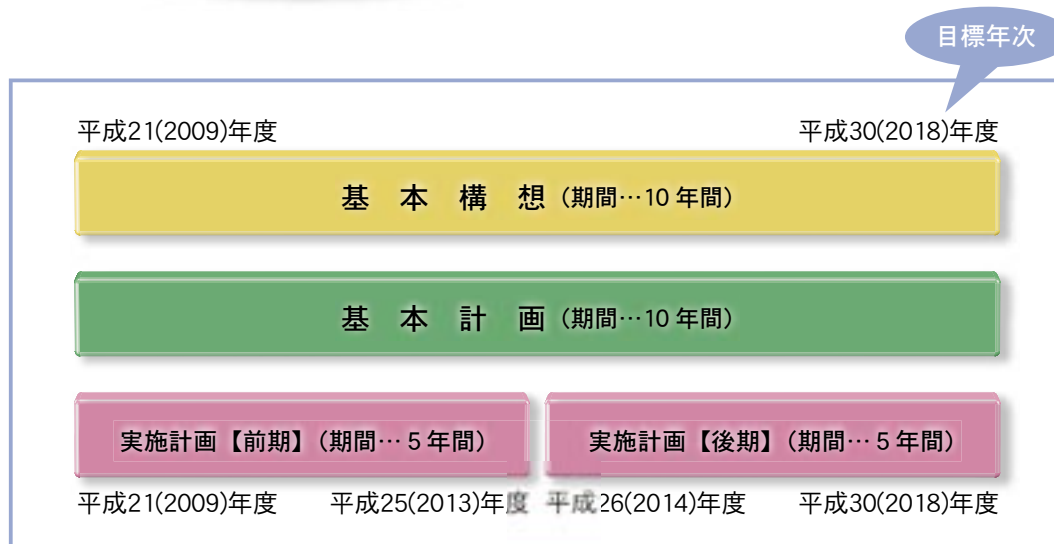 目標年次
平成21(2009)年度 平成30(2018)年度
基本構想(期間…10年間)
基本計画(期間…10年間)
実施計画【前期】(期間…5年間) 実施計画【後期】(期間…5年間)
平成21(2009)年度 平成25(2013)年度 平成26(2014)年度 平成30(2018)年度